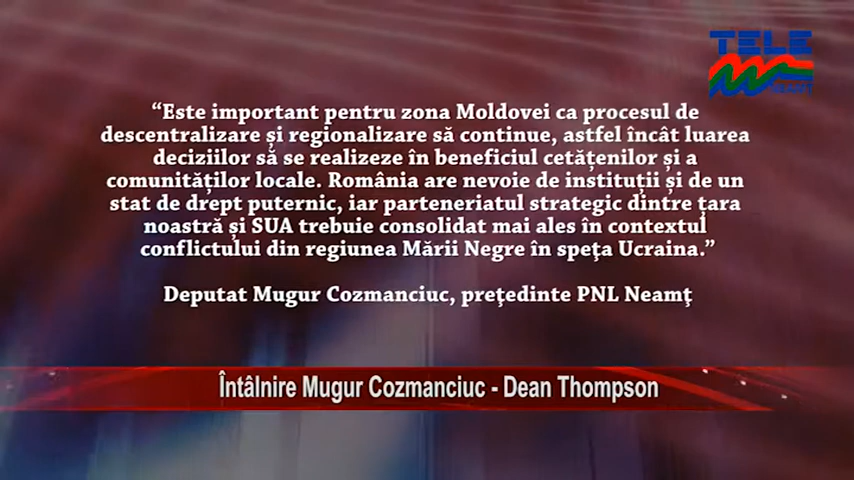 TELE
NEAMȚ
“Este important pentru zona Moldovei ca procesul de
descentralizare și regionalizare să continue, astfel încât luarea
deciziilor să se realizeze în beneficiul cetățenilor și a
comunităților locale. România are nevoie de instituții și de un
stat de drept puternic, iar parteneriatul strategic dintre țara
noastră și SUA trebuie consolidat mai ales în contextul
conflictului din regiunea Mării Negre în speţa Ucraina.”
Deputat Mugur Cozmanciuc, preţedinte PNL Neamţ
Întâlnire Mugur Cozmanciuc - Dean Thompson